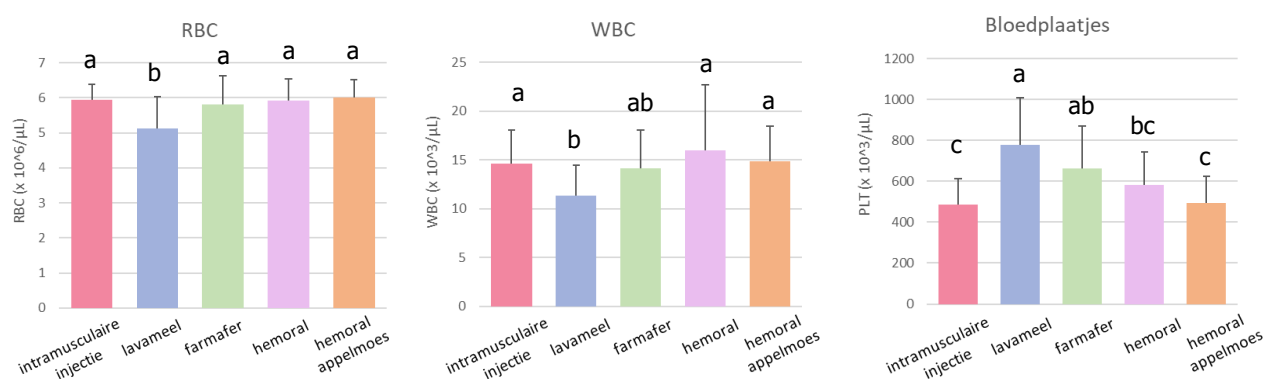 RBC
a
b
a
a
a
7
6
5
4
3
2
1
0
RBC (x 10^6/µL)
intramusculaire
injectie
lavameel
farmafer
hemoral
hemoral
appelmoes
WBC
a
b
ab
a
a
25
20
15
10
5
0
WBC (x 10^3/µL)
intramusculaire
injectie
lavameel
farmafer
hemoral
hemoral
appelmoes
Bloedplaatjes
c
a
ab
bc
c
1200
1000
800
600
400
200
0
PLT (x 10^3/µL)
intramusculaire
injectie
lavameel
farmafer
hemoral
hemoral
appelmoes